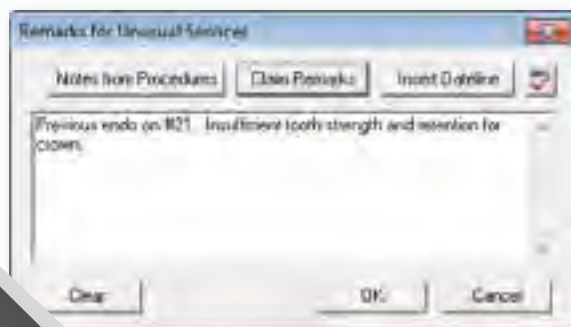 Remarks for Unusual Services
Notes from Procedures Claim Remarks Insert Dateline
Previous endo on #21. Insufficient tooth strength and retention for
crown.
Clear OK Cancel